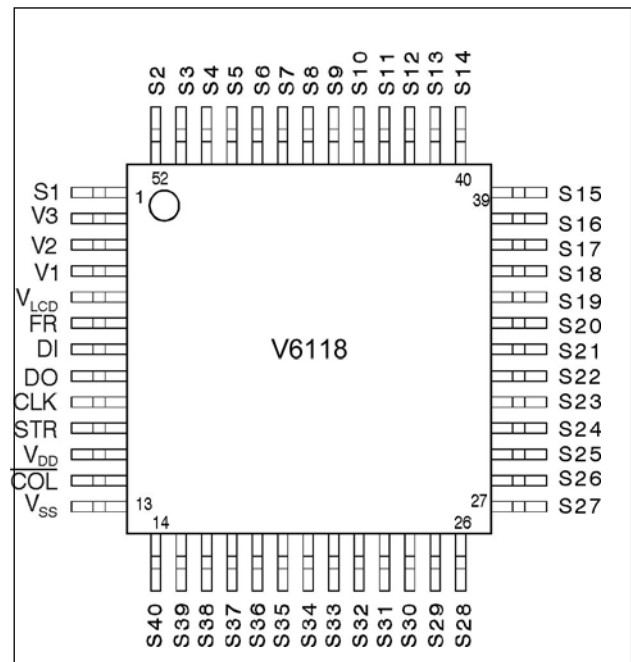 S2 S3 S4 S5 S6 S7 S8 S9 S10 S11 S12 S13 S14
52 40
S1 1 39 S15
V3 S16
V2 S17
V1 S18
VLCD S19
FR S20
DI V6118 S21
DO S22
CLK S23
STR S24
VDD S25
COL S26
VSS 13 27 S27
14 26
S40 S39 S38 S37 S36 S35 S34 S33 S32 S31 S30 S29 S28